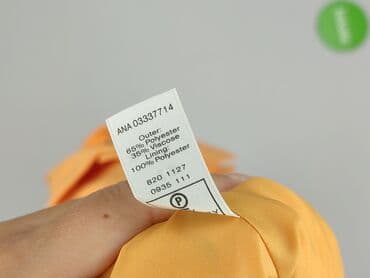 ANA 03337714
Outer:
65% Polyester
35% Viscose
Lining:
100% Polyester
820 1127
0935 111
P